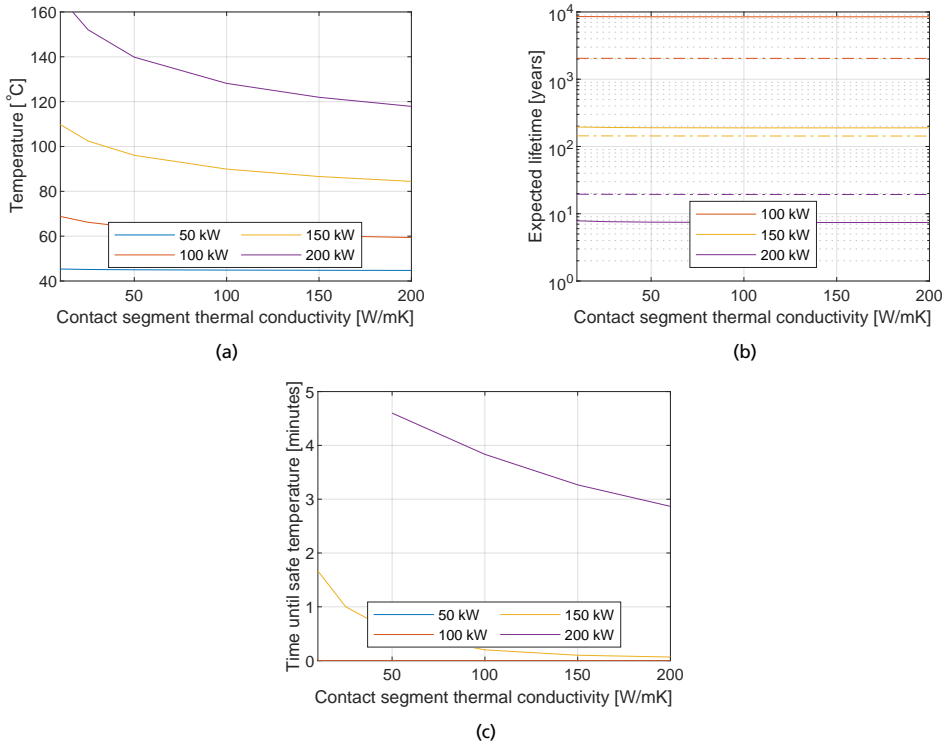 160
140
120
100
80
60
40
Temperature [°C]
50 kW
150 kW
100 kW
200 kW
50
100
150
200
Contact segment thermal conductivity [W/mK]
(a)
10^4
10^3
10^2
10^1
10^0
Expected lifetime [years]
100 kW
150 kW
200 kW
50
100
150
200
Contact segment thermal conductivity [W/mK]
(b)
5
4
3
2
1
0
Time until safe temperature [minutes]
50 kW
150 kW
100 kW
200 kW
50
100
150
200
Contact segment thermal conductivity [W/mK]
(c)